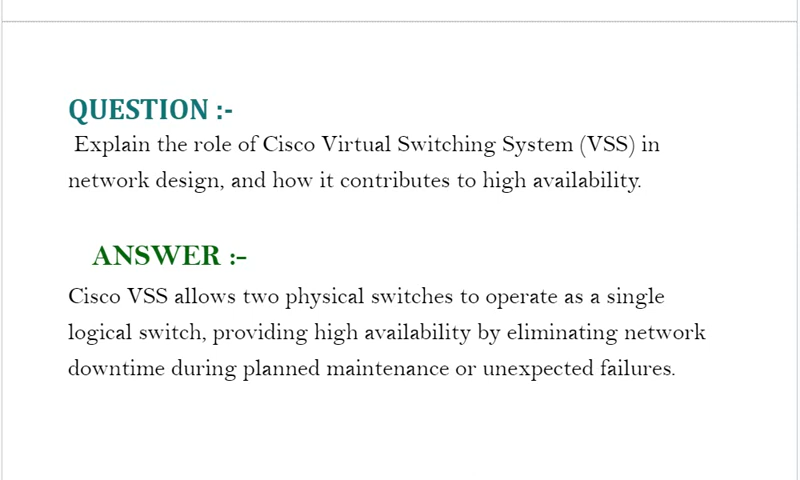 QUESTION :-
Explain the role of Cisco Virtual Switching System (VSS) in
network design, and how it contributes to high availability.
ANSWER :-
Cisco VSS allows two physical switches to operate as a single
logical switch, providing high availability by eliminating network
downtime during planned maintenance or unexpected failures.